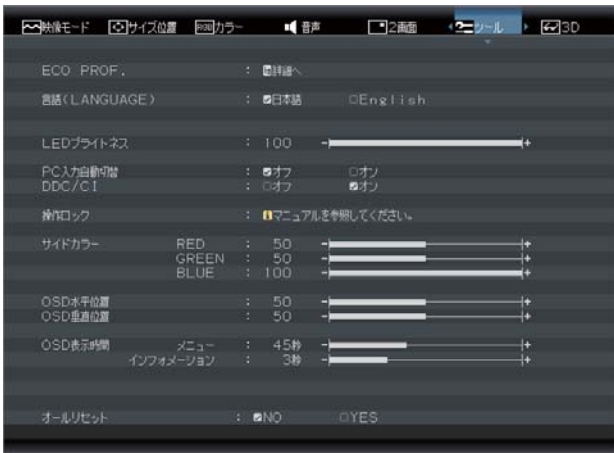 映像モード サイズ位置 RGB カラー 音声 2画面 ツール 3D
ECO PROF. : 詳細へ
言語(LANGUAGE) : 日本語 English
LEDブライトネス : 100 - +
PC入力自動切替 : オフ オン
DDC/CI : オフ オン
操作ロック : マニュアルを参照してください。
サイドカラー RED : 50 - +
GREEN : 50 - +
BLUE : 100 - +
OSD水平位置 : 50 - +
OSD垂直位置 : 50 - +
OSD表示時間 メニュー : 45秒 - +
インフォメーション : 3秒 - +
オールリセット : NO YES